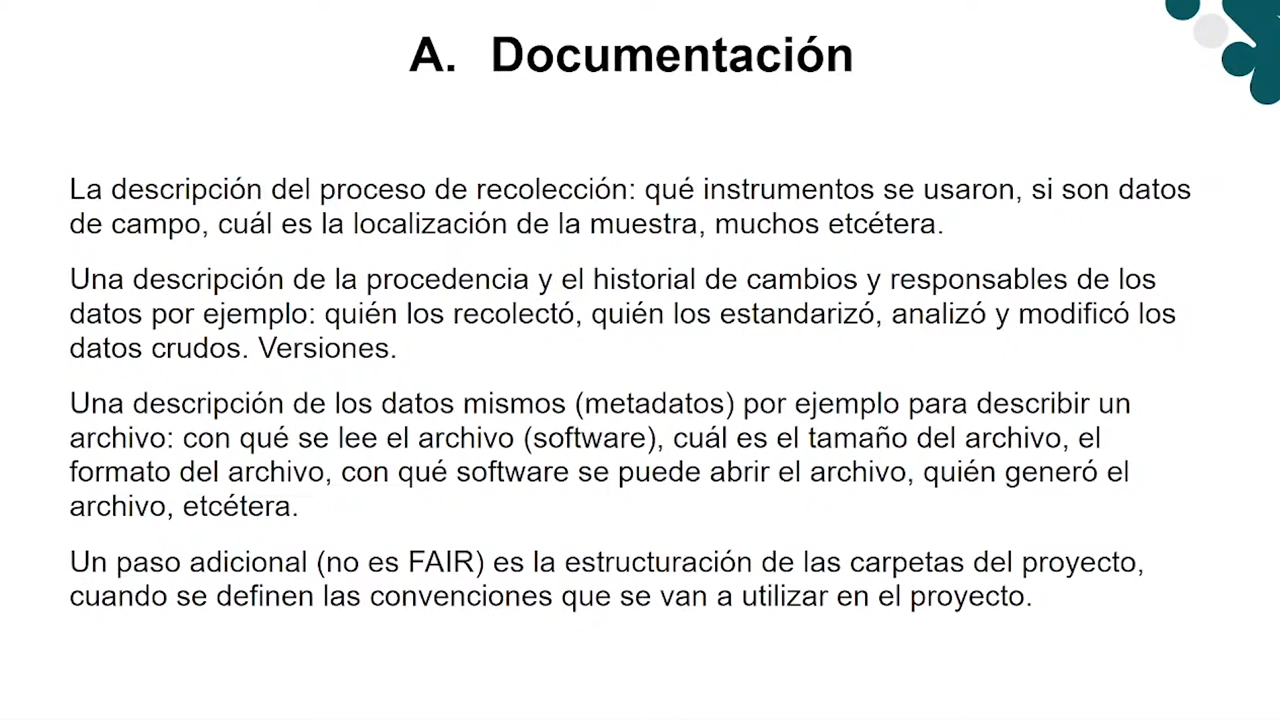 A. Documentación
La descripción del proceso de recolección: qué instrumentos se usaron, si son datos
de campo, cuál es la localización de la muestra, muchos etcétera.
Una descripción de la procedencia y el historial de cambios y responsables de los
datos por ejemplo: quién los recolectó, quién los estandarizó, analizó y modificó los
datos crudos. Versiones.
Una descripción de los datos mismos (metadatos) por ejemplo para describir un
archivo: con qué se lee el archivo (software), cuál es el tamaño del archivo, el
formato del archivo, con qué software se puede abrir el archivo, quién generó el
archivo, etcétera.
Un paso adicional (no es FAIR) es la estructuración de las carpetas del proyecto,
cuando se definen las convenciones que se van a utilizar en el proyecto.